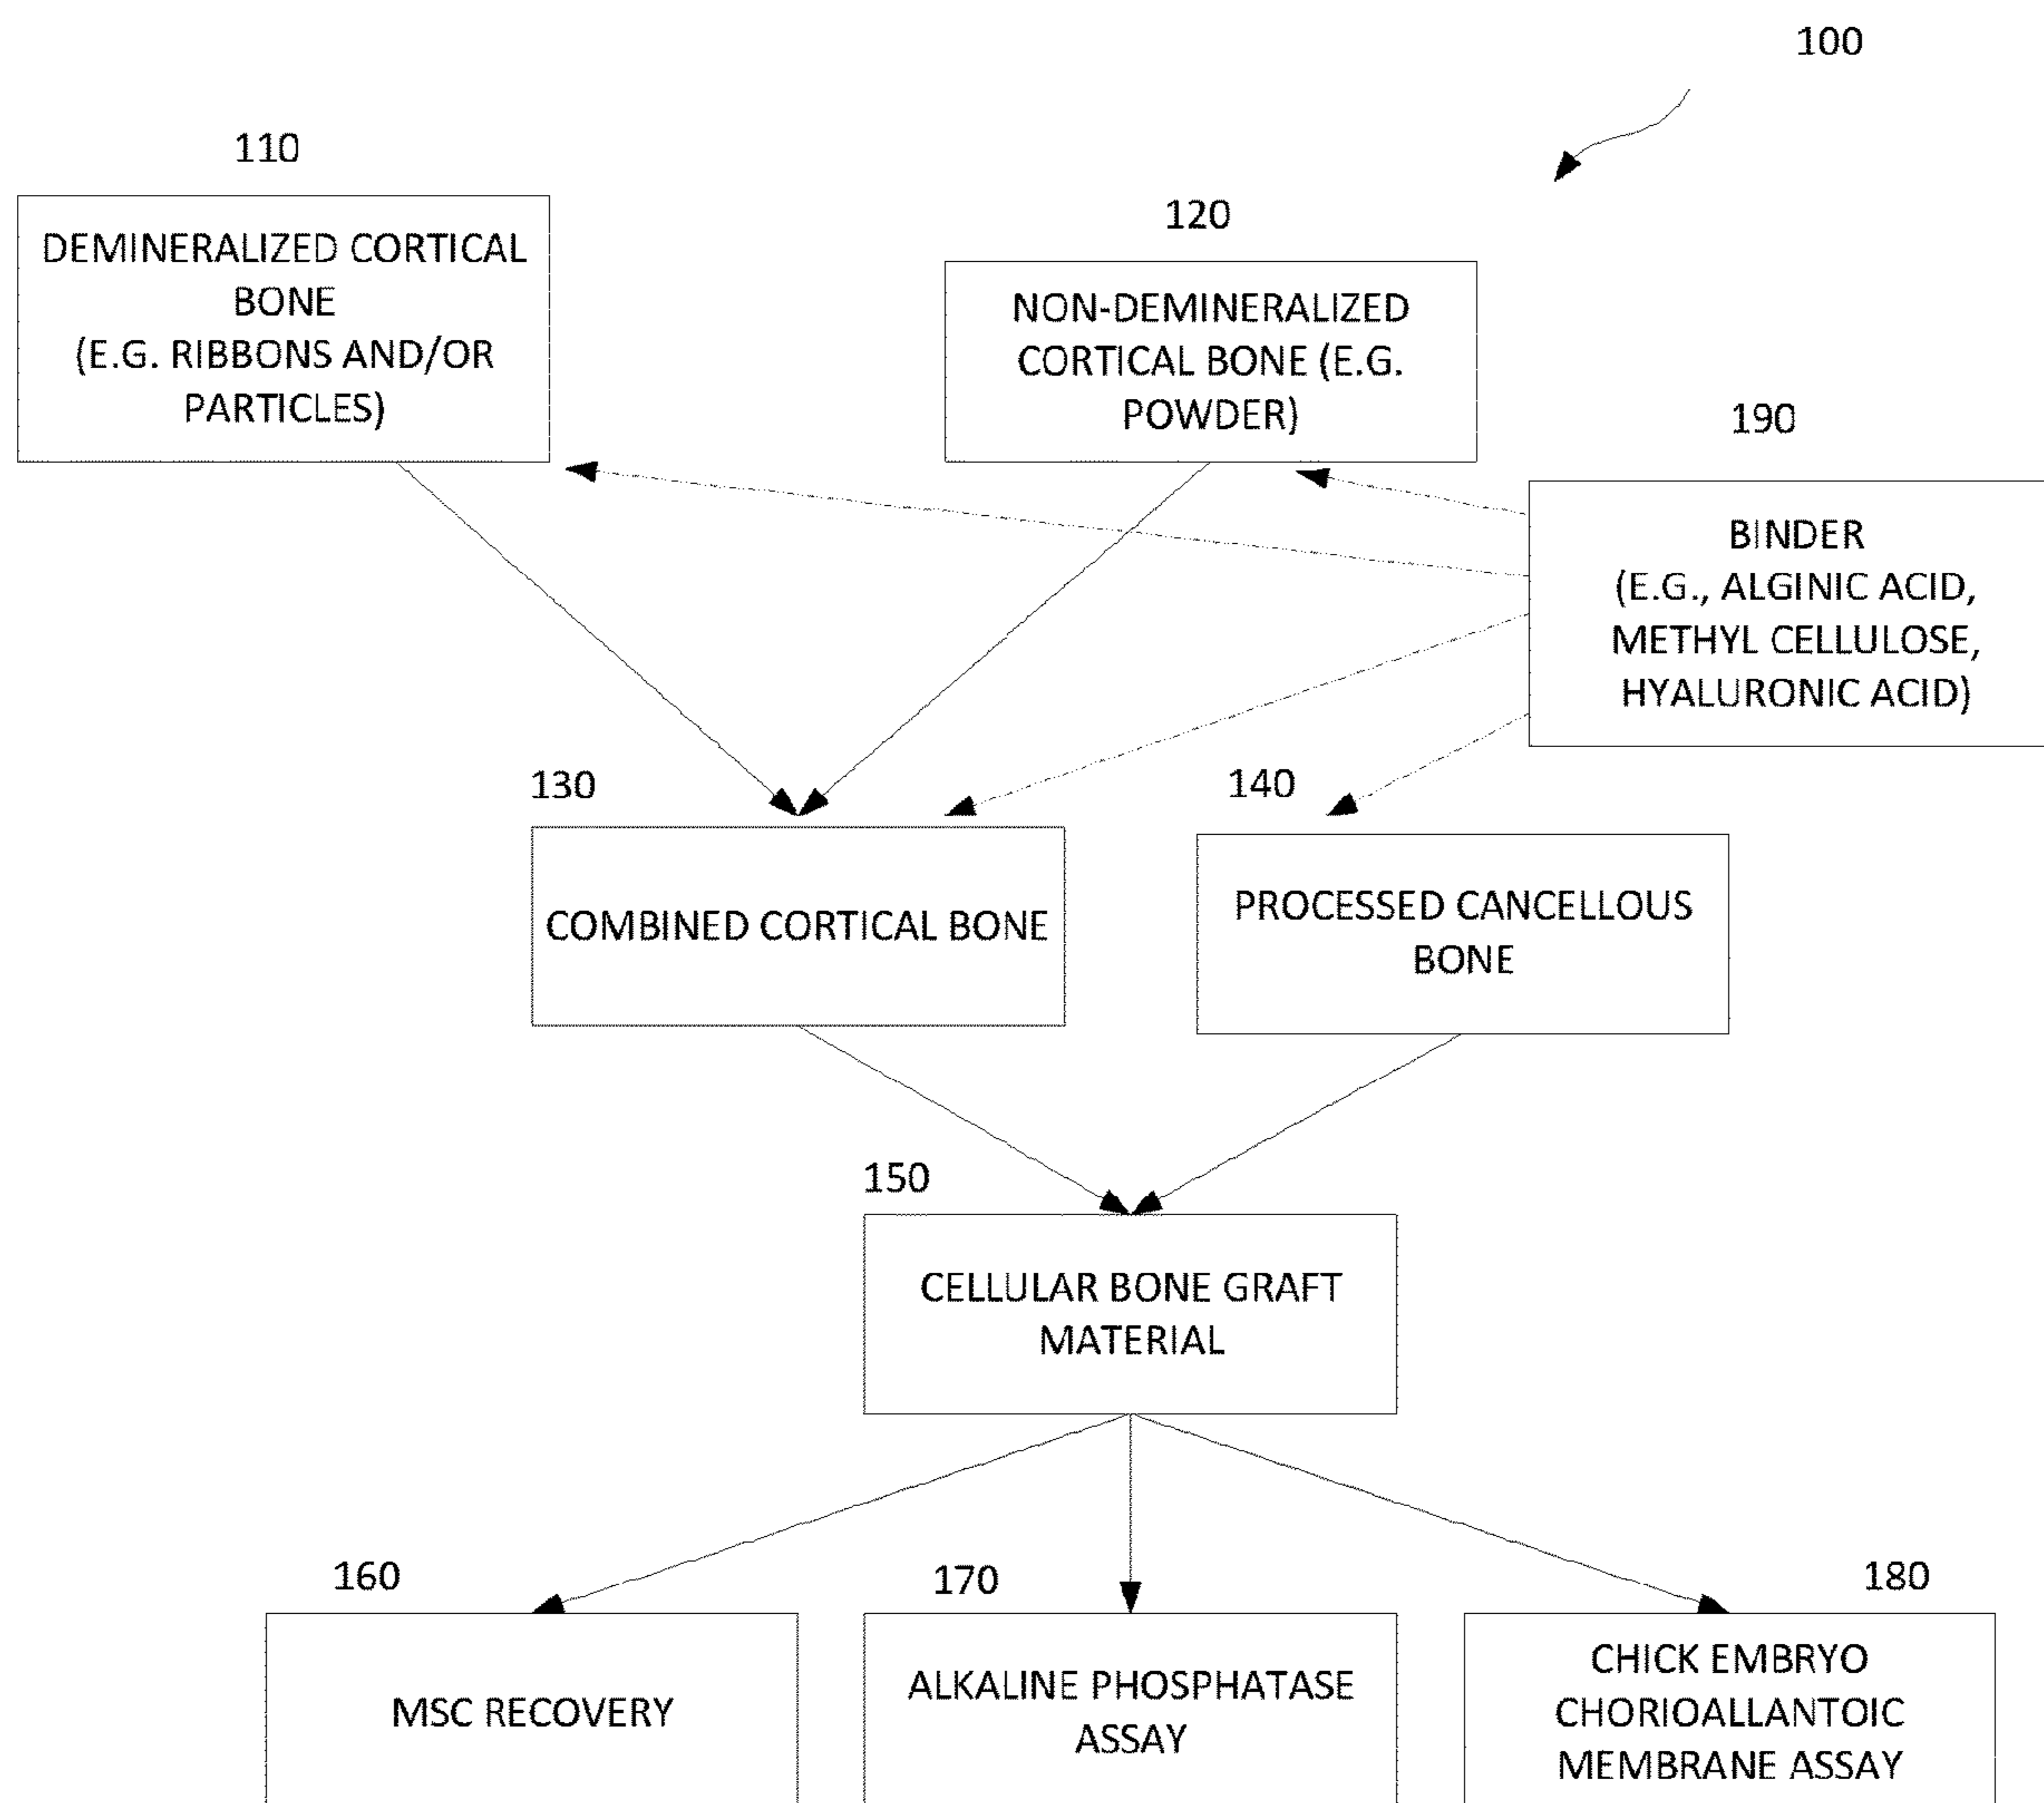 100
110
DEMINERALIZED CORTICAL
BONE
(E.G. RIBBONS AND/OR
PARTICLES)
120
NON-DEMINERALIZED
CORTICAL BONE (E.G.
POWDER)
190
BINDER
(E.G., ALGINIC ACID,
METHYL CELLULOSE,
HYALURONIC ACID)
130
COMBINED CORTICAL BONE
140
PROCESSED CANCELLOUS
BONE
150
CELLULAR BONE GRAFT
MATERIAL
160
MSC RECOVERY
170
ALKALINE PHOSPHATASE
ASSAY
180
CHICK EMBRYO
CHORIOALLANTOIC
MEMBRANE ASSAY